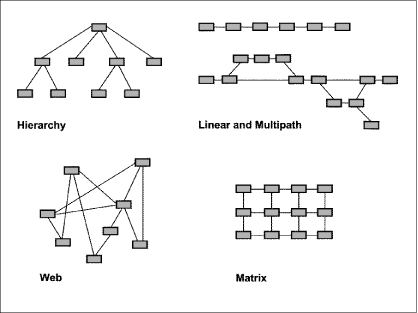 Hierarchy
Linear and Multipath
Web
Matrix